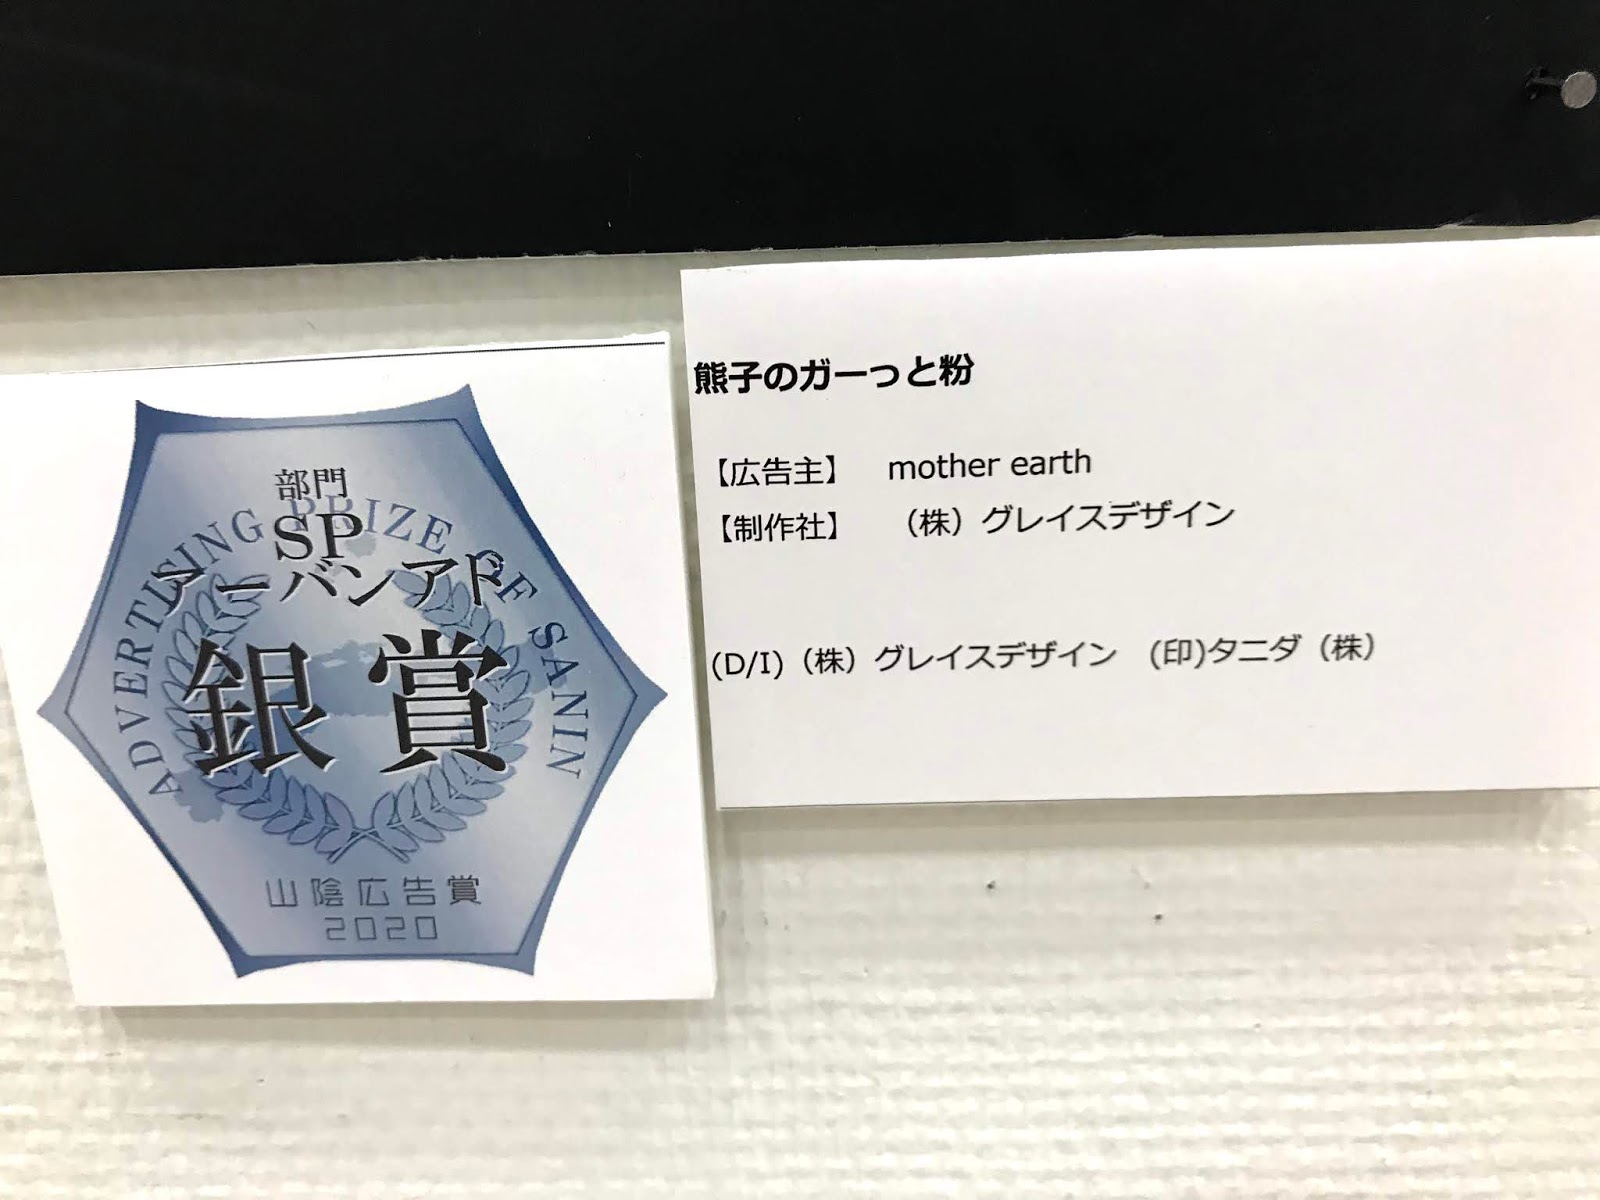 部門
SP
アーバンアド
銀賞
ADVERTISING PRIZE OF SANIN
山陰広告賞
2020
熊子のガーっと粉
【広告主】　mother earth
【制作社】　（株）グレイスデザイン
(D/I)（株）グレイスデザイン　(印)タニダ（株）